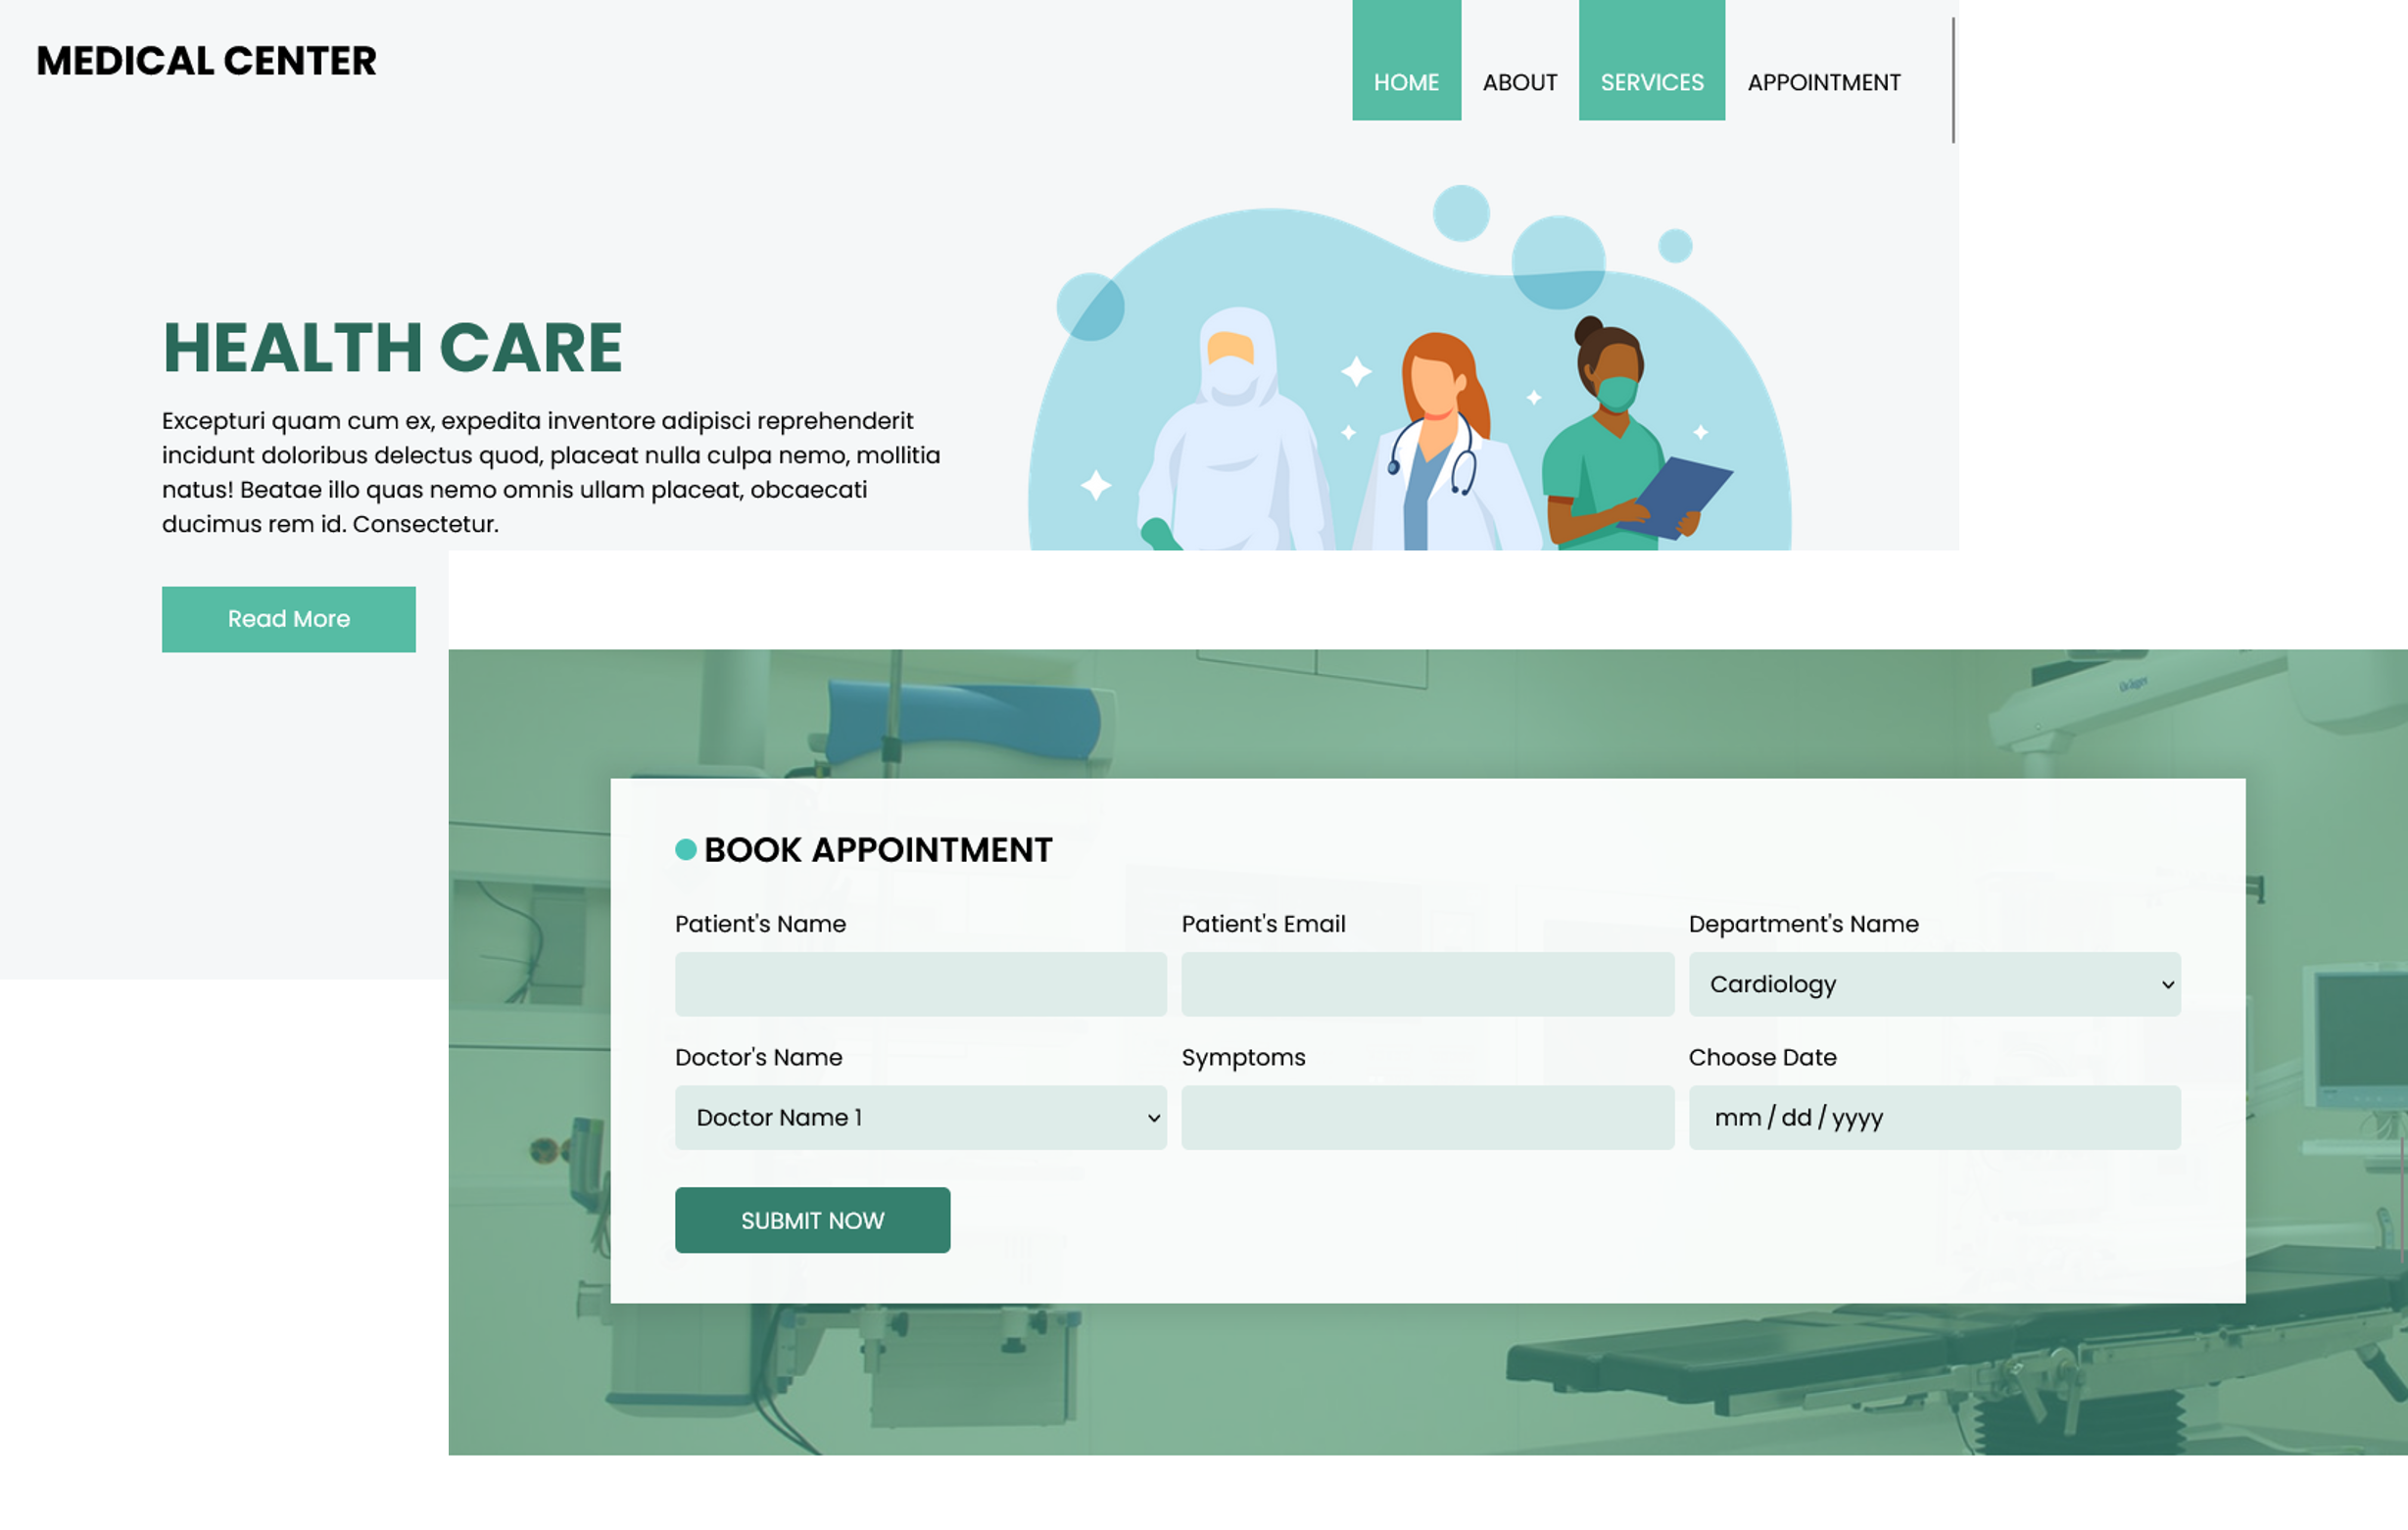 MEDICAL CENTER
HOME ABOUT SERVICES APPOINTMENT
HEALTH CARE
Excepturi quam cum ex, expedita inventore adipisci reprehenderit
incidunt doloribus delectus quod, placeat nulla culpa nemo, mollitia
natus! Beatae illo quas nemo omnis ullam placeat, obcaecati
ducimus rem id. Consectetur.
Read More
Dräger
BOOK APPOINTMENT
Patient's Name Patient's Email Department's Name
Cardiology
Doctor's Name Symptoms Choose Date
Doctor Name 1 mm / dd / yyyy
SUBMIT NOW